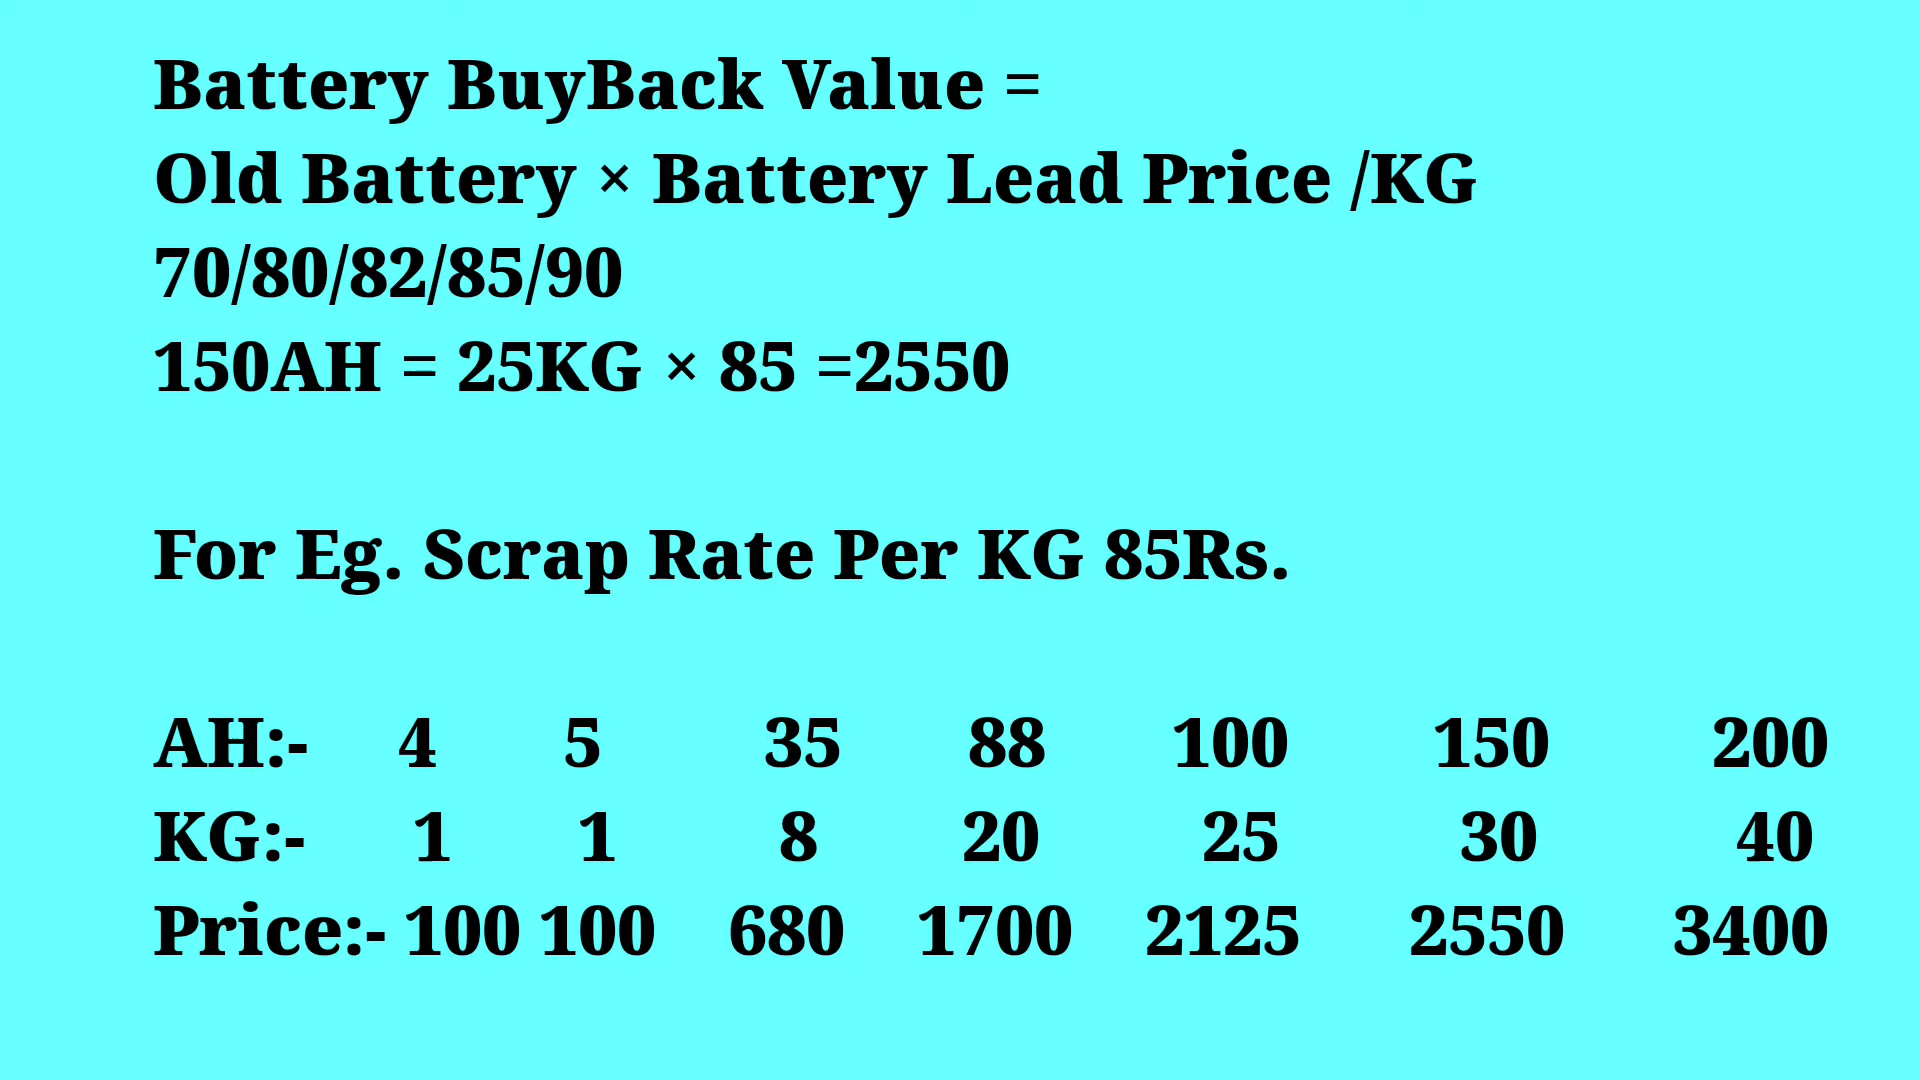 Battery BuyBack Value =
Old Battery × Battery Lead Price /KG
70/80/82/85/90
150AH = 25KG × 85 =2550
For Eg. Scrap Rate Per KG 85Rs.
AH:- 4 5 35 88 100 150 200
KG:- 1 1 8 20 25 30 40
Price:- 100 100 680 1700 2125 2550 3400